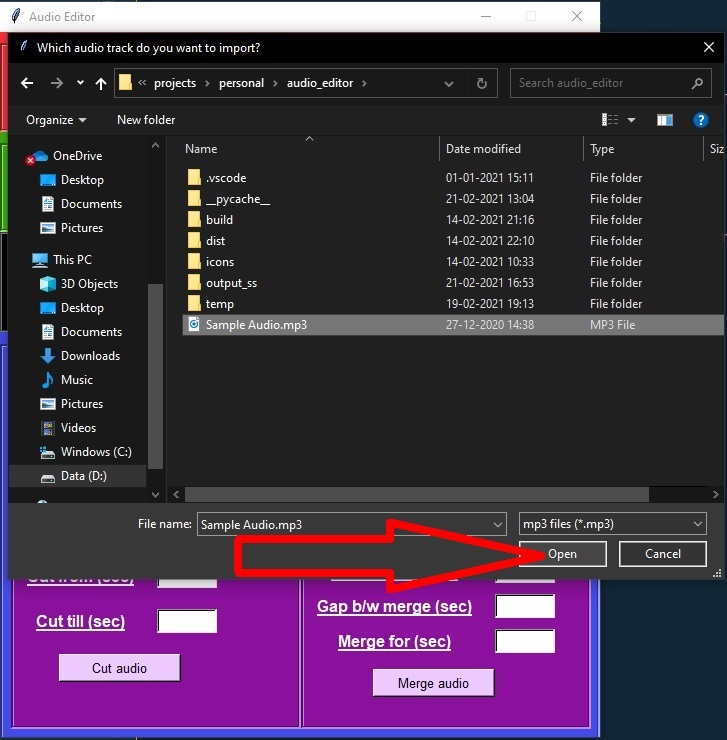 Audio Editor
Which audio track do you want to import?
« projects > personal > audio_editor >
Search audio_editor
Organize
New folder
?
Name
Date modified
Type
Siz
OneDrive
Desktop
Documents
Pictures
This PC
3D Objects
Desktop
Documents
Downloads
Music
Pictures
Videos
Windows (C:)
Data (D:)
.vscode 01-01-2021 15:11 File folder
__pycache__ 21-02-2021 13:04 File folder
build 14-02-2021 21:16 File folder
dist 14-02-2021 22:10 File folder
icons 14-02-2021 10:33 File folder
output_ss 21-02-2021 16:53 File folder
temp 19-02-2021 19:13 File folder
Sample Audio.mp3 27-12-2020 14:38 MP3 File
File name: Sample Audio.mp3
mp3 files (*.mp3)
Open
Cancel
Cut from (sec)
Cut till (sec)
Cut audio
Gap b/w merge (sec)
Merge for (sec)
Merge audio